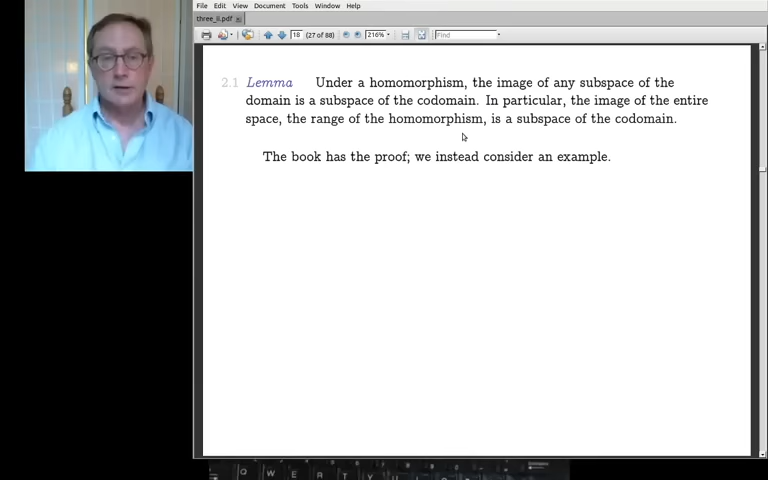 File Edit View Document Tools Window Help
three_ii.pdf
18 (27 of 88) 216% Find
2.1 Lemma Under a homomorphism, the image of any subspace of the
domain is a subspace of the codomain. In particular, the image of the entire
space, the range of the homomorphism, is a subspace of the codomain.
The book has the proof; we instead consider an example.
Q W E R T Y